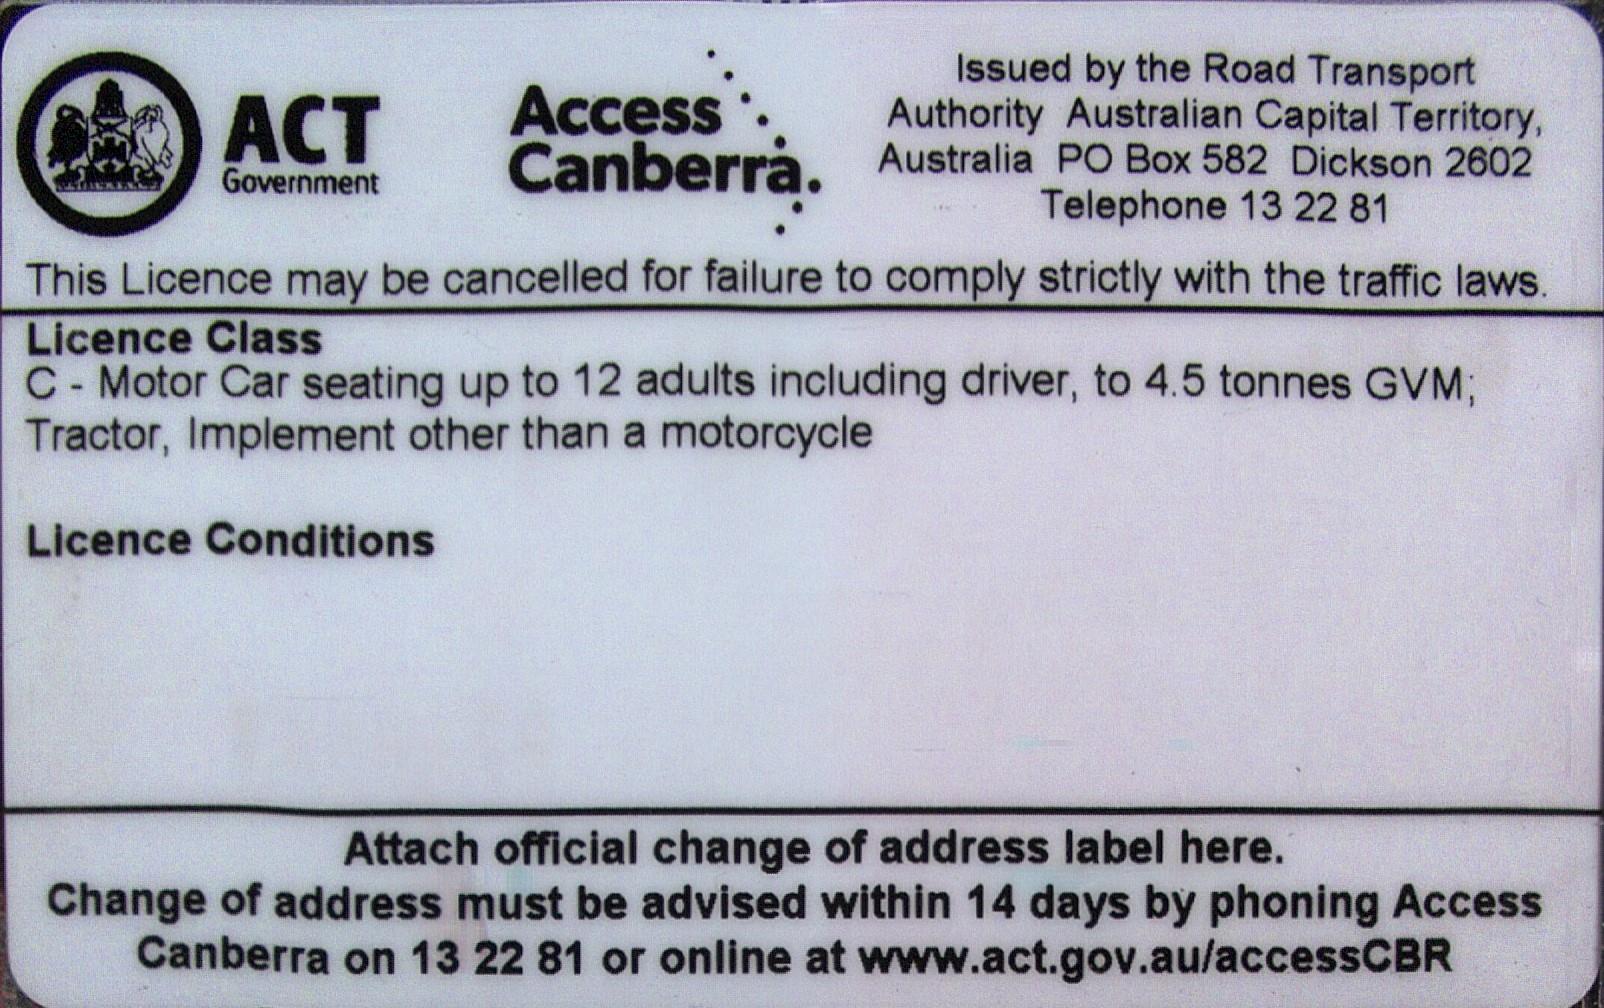 ACT
Government
Access
Canberra.
Issued by the Road Transport
Authority Australian Capital Territory,
Australia PO Box 582 Dickson 2602
Telephone 13 22 81
This Licence may be cancelled for failure to comply strictly with the traffic laws.
Licence Class
C - Motor Car seating up to 12 adults including driver, to 4.5 tonnes GVM;
Tractor, Implement other than a motorcycle
Licence Conditions
Attach official change of address label here.
Change of address must be advised within 14 days by phoning Access
Canberra on 13 22 81 or online at www.act.gov.au/accessCBR